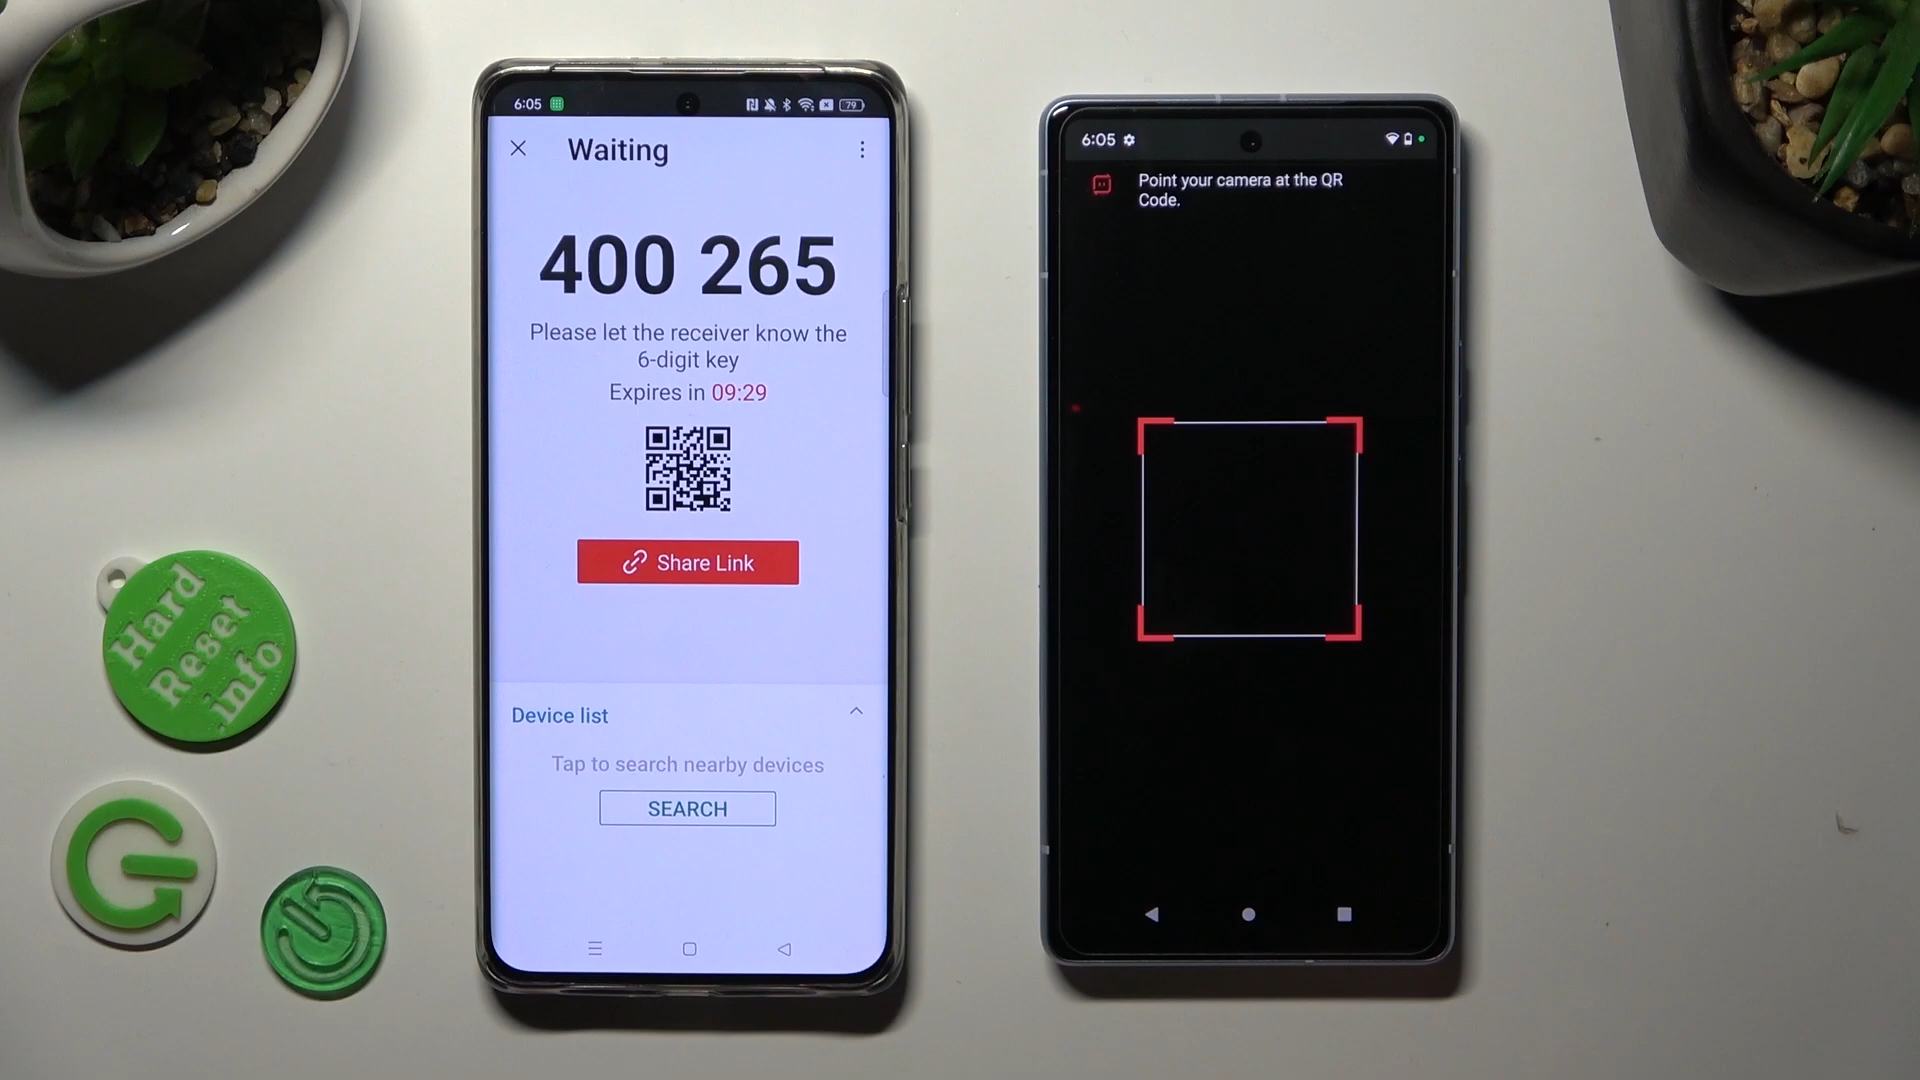 6:05
79
Waiting
400 265
Please let the receiver know the
6-digit key
Expires in 09:29
Share Link
Device list
Tap to search nearby devices
SEARCH
6:05
Point your camera at the QR
Code.
Hard
Reset
.info